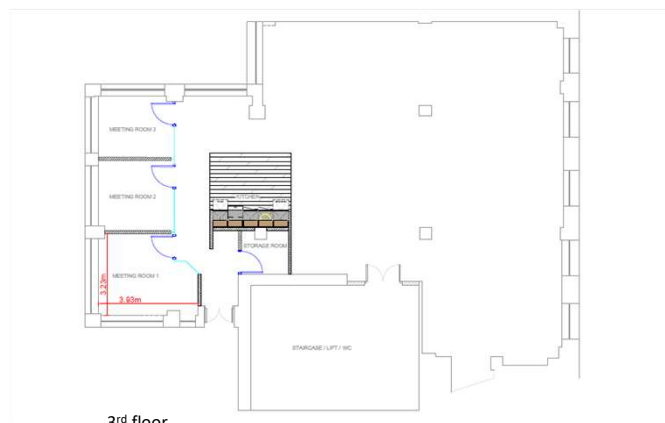 MEETING ROOM 3
MEETING ROOM 2
KITCHEN
STORAGE ROOM
MEETING ROOM 1
3.23m
3.93m
STAIRCASE / LIFT / WC
3rd floor